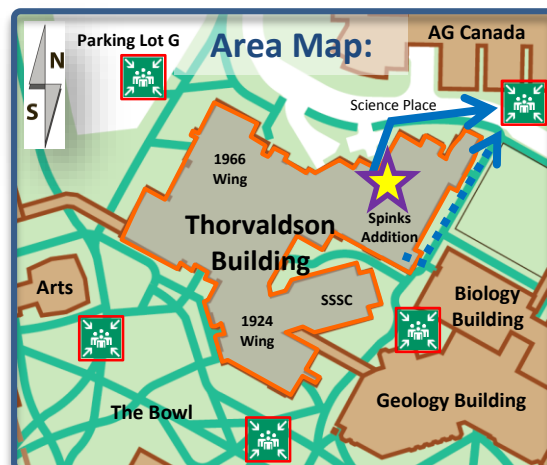 Area Map:
Parking Lot G
AG Canada
N
S
Science Place
1966
Wing
Thorvaldson
Building
Spinks
Addition
Arts
SSSC
Biology
Building
1924
Wing
The Bowl
Geology Building